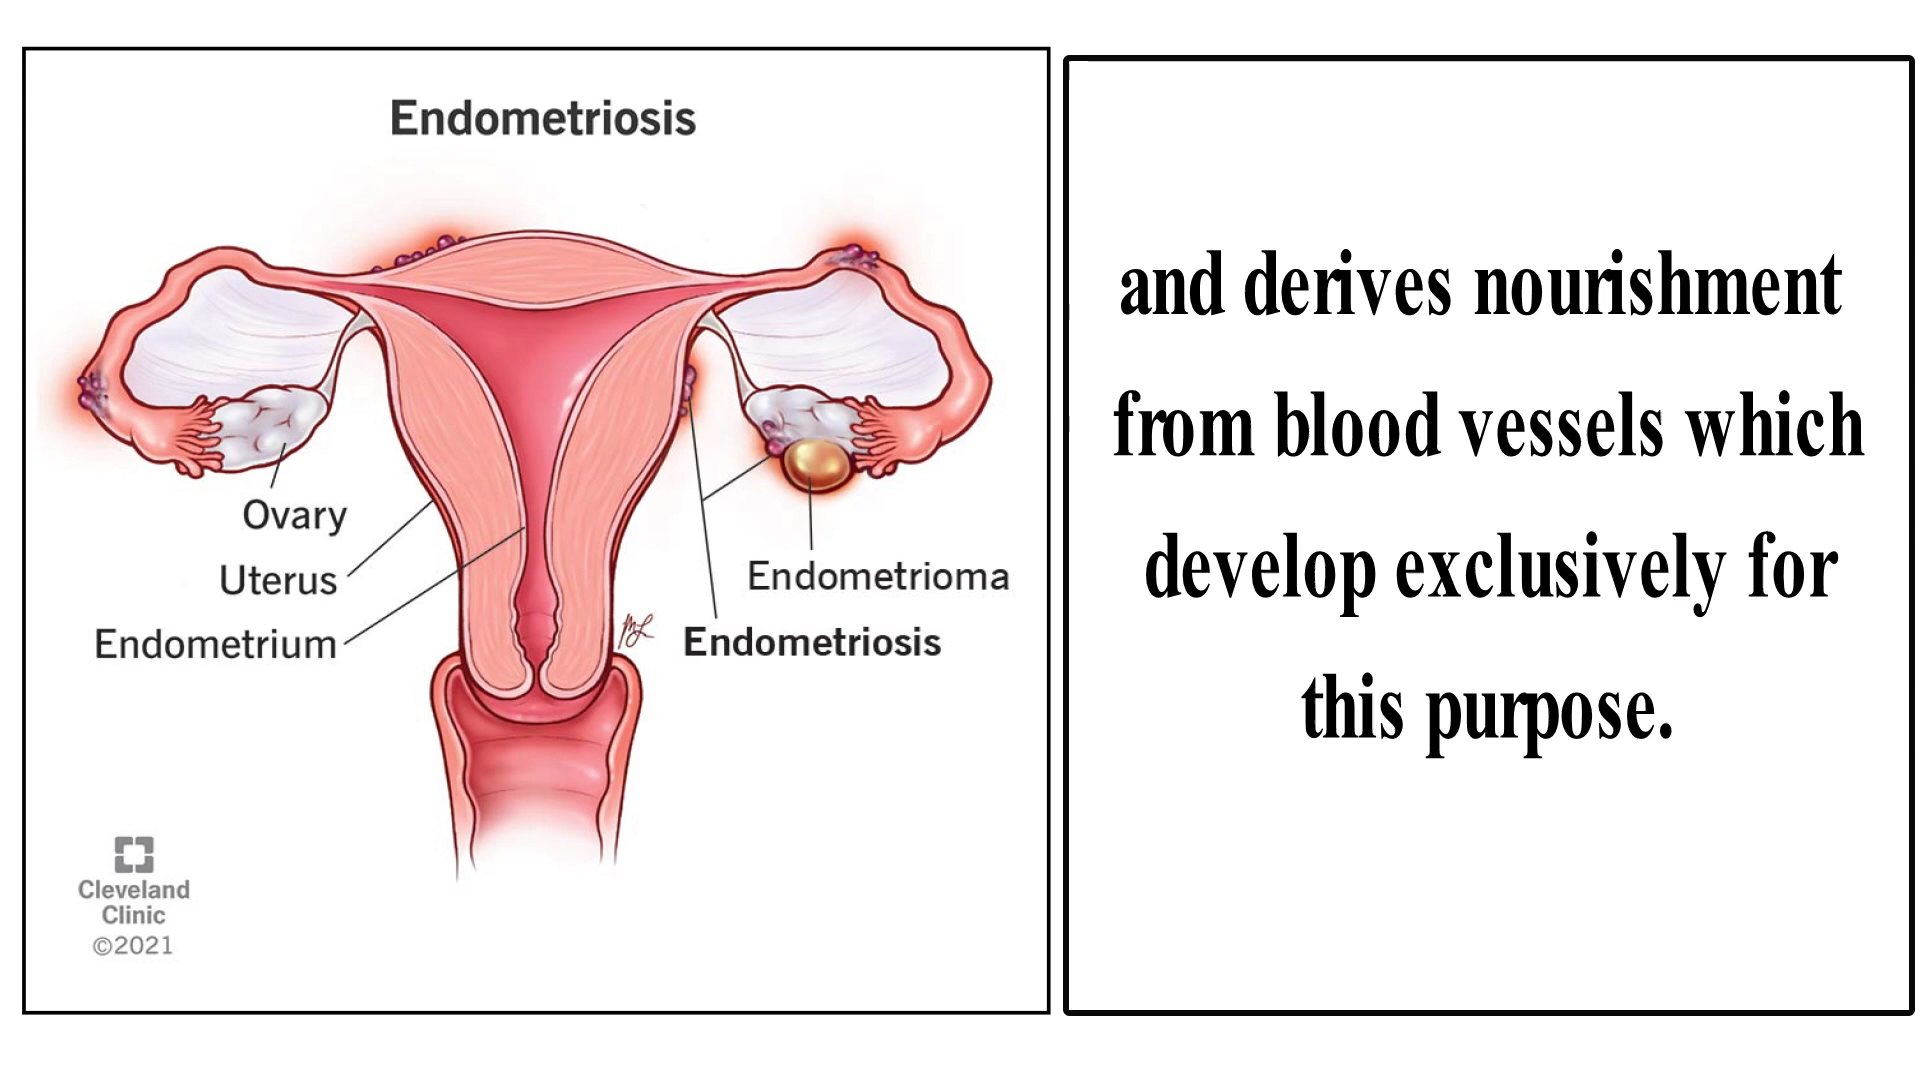 Endometriosis
Ovary
Uterus
Endometrium
Endometrioma
Endometriosis
Cleveland
Clinic
©2021
and derives nourishment
from blood vessels which
develop exclusively for
this purpose.